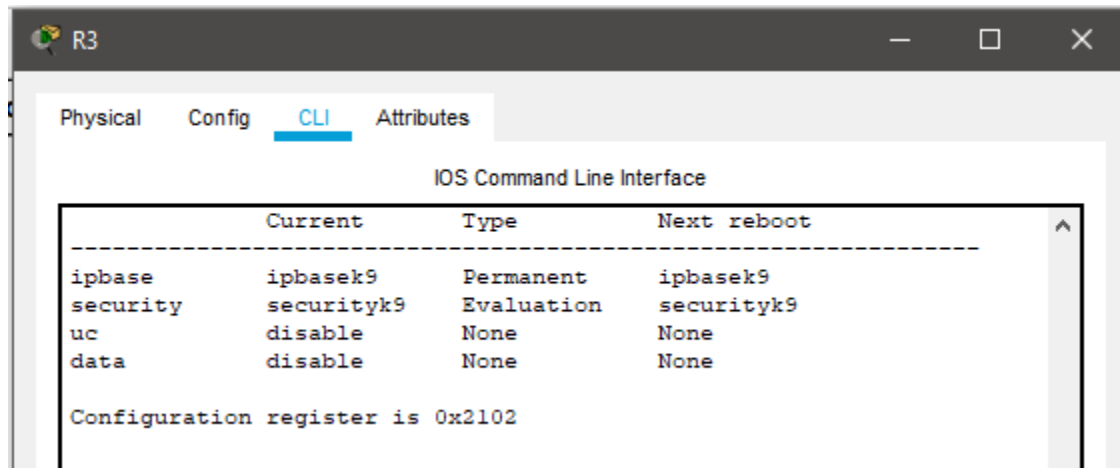 R3
Physical Config CLI Attributes
IOS Command Line Interface
Current Type Next reboot
------------------------------------------------------------------
ipbase ipbasek9 Permanent ipbasek9
security securityk9 Evaluation securityk9
uc disable None None
data disable None None
Configuration register is 0x2102